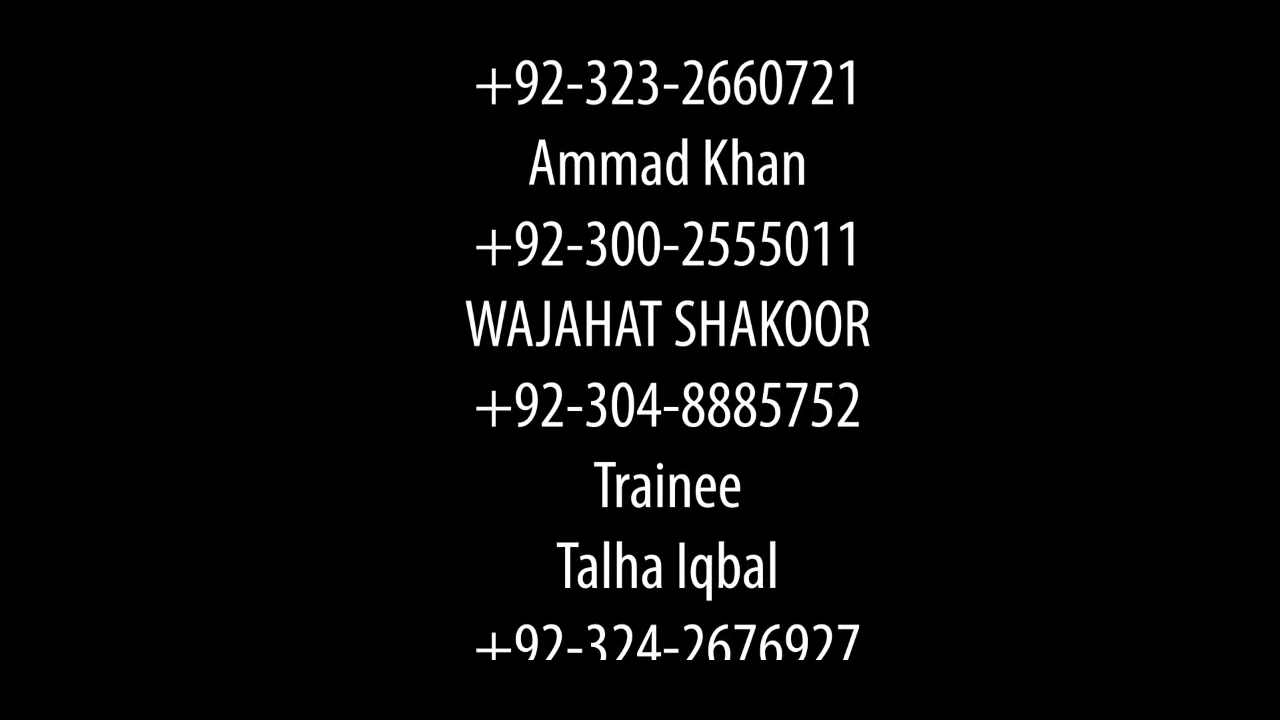 +92-323-2660721
Ammad Khan
+92-300-2555011
WAJAHAT SHAKOOR
+92-304-8885752
Trainee
Talha Iqbal
+92-324-2676927